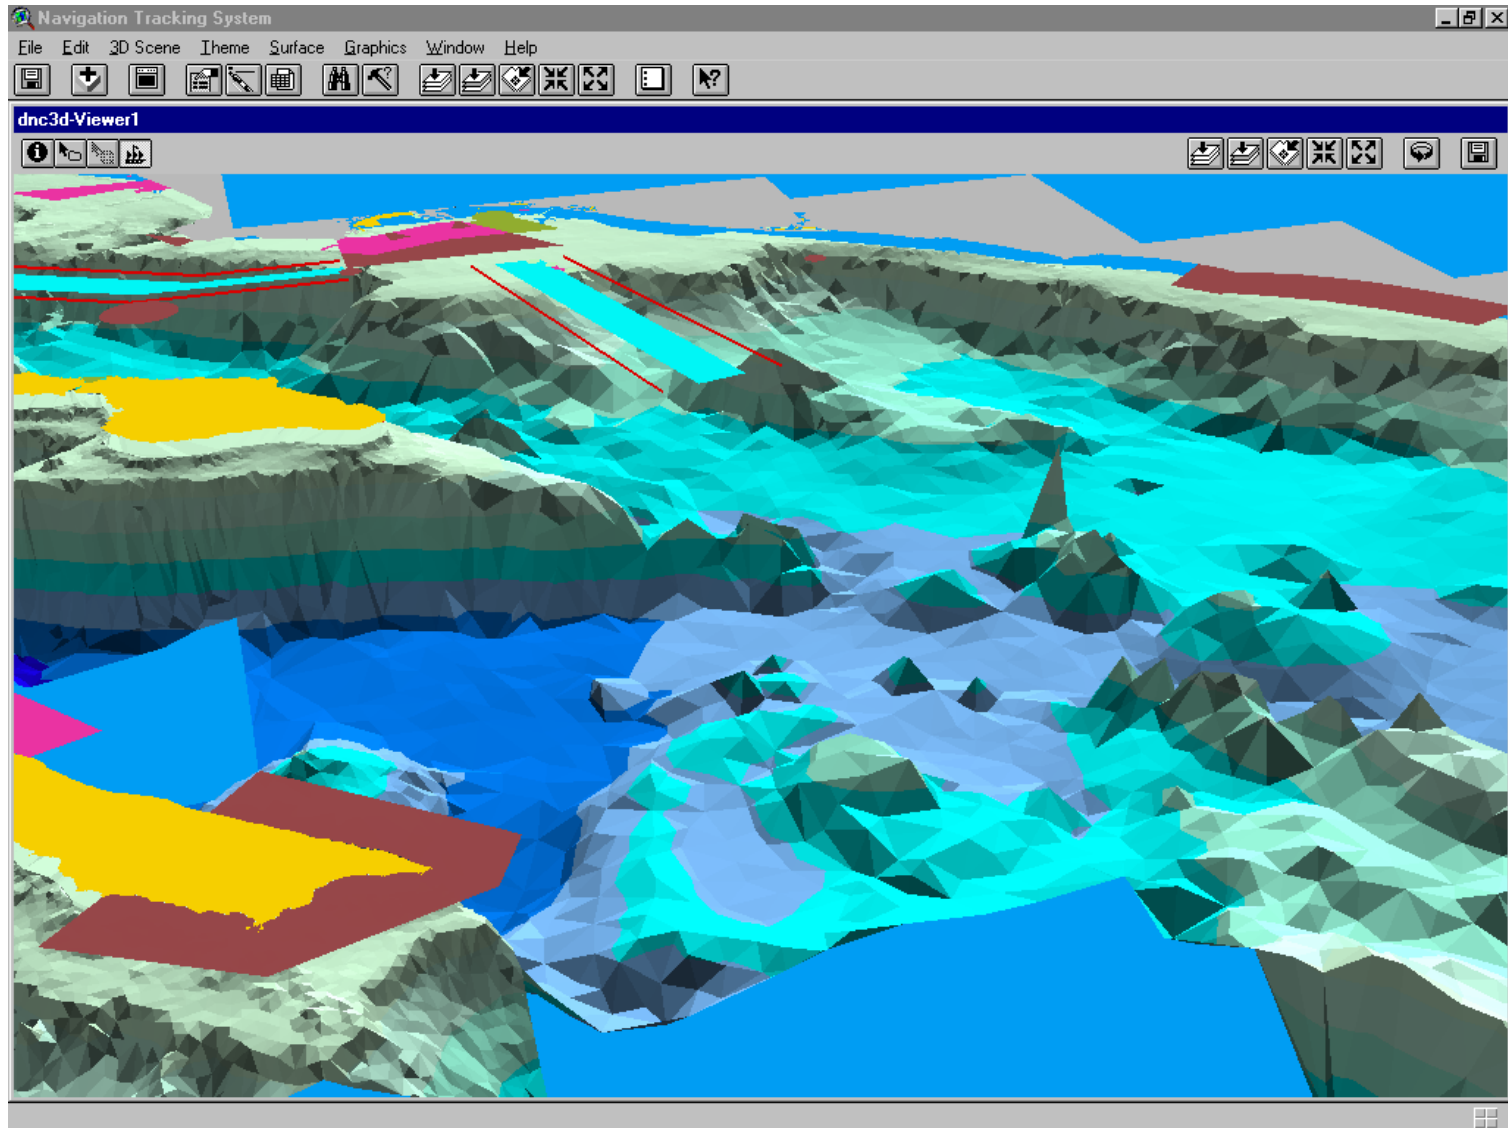 Navigation Tracking System
File Edit 3D Scene Theme Surface Graphics Window Help
dnc3d-Viewer1